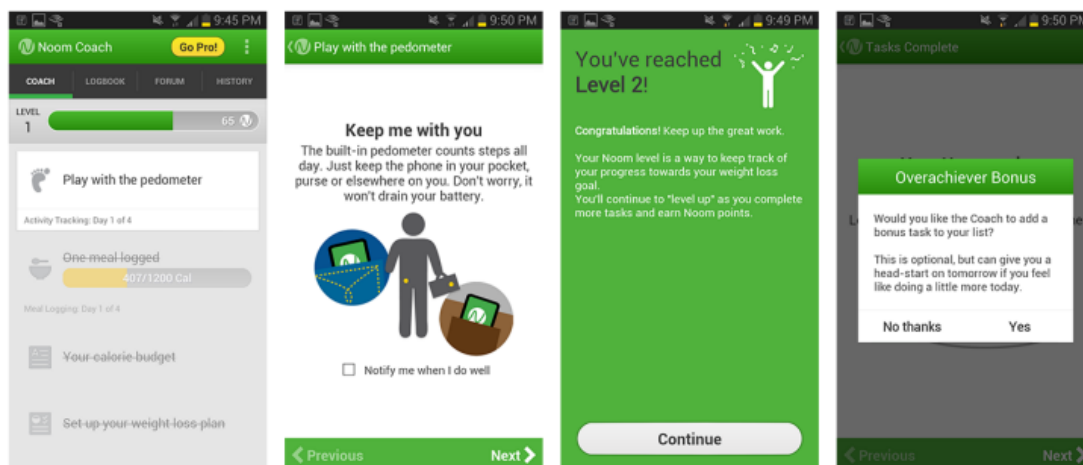 9:45 PM
Noom Coach
Go Pro!
COACH
LOGBOOK
FORUM
HISTORY
LEVEL
1
65
Play with the pedometer
Activity Tracking: Day 1 of 4
One meal logged
407/1200 Cal
Meal Logging: Day 1 of 4
Your calorie budget
Set up your weight loss plan
9:50 PM
Play with the pedometer
Keep me with you
The built-in pedometer counts steps all
day. Just keep the phone in your pocket,
purse or elsewhere on you. Don't worry, it
won't drain your battery.
Notify me when I do well
Previous
Next
9:49 PM
You've reached
Level 2!
Congratulations! Keep up the great work.
Your Noom level is a way to keep track of
your progress towards your weight loss
goal.
You'll continue to "level up" as you complete
more tasks and earn Noom points.
Continue
9:50 PM
Tasks Complete
Overachiever Bonus
Would you like the Coach to add a
bonus task to your list?
This is optional, but can give you a
head-start on tomorrow if you feel
like doing a little more today.
No thanks
Yes
Previous
Next